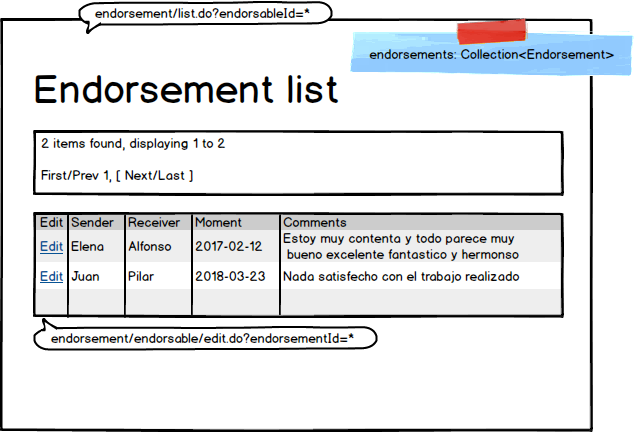 endorsement/list.do?endorsableId=*
endorsements: Collection<Endorsement>
Endorsement list
2 items found, displaying 1 to 2
First/Prev 1, [ Next/Last ]
Edit Sender Receiver Moment Comments
Edit Elena Alfonso 2017-02-12 Estoy muy contenta y todo parece muy
bueno excelente fantastico y hermonso
Edit Juan Pilar 2018-03-23 Nada satisfecho con el trabajo realizado
endorsement/endorsable/edit.do?endorsementId=*